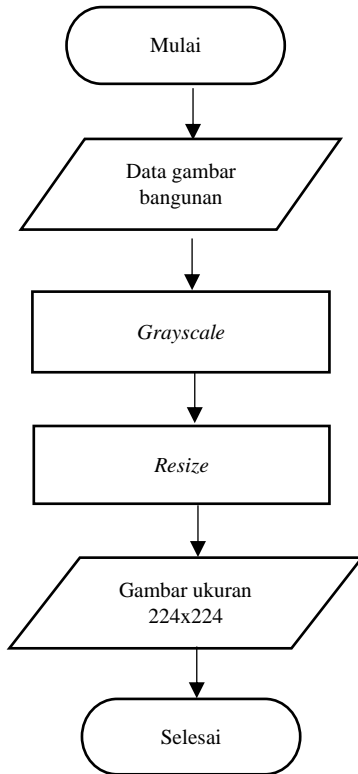 Mulai
Data gambar
bangunan
Grayscale
Resize
Gambar ukuran
224x224
Selesai